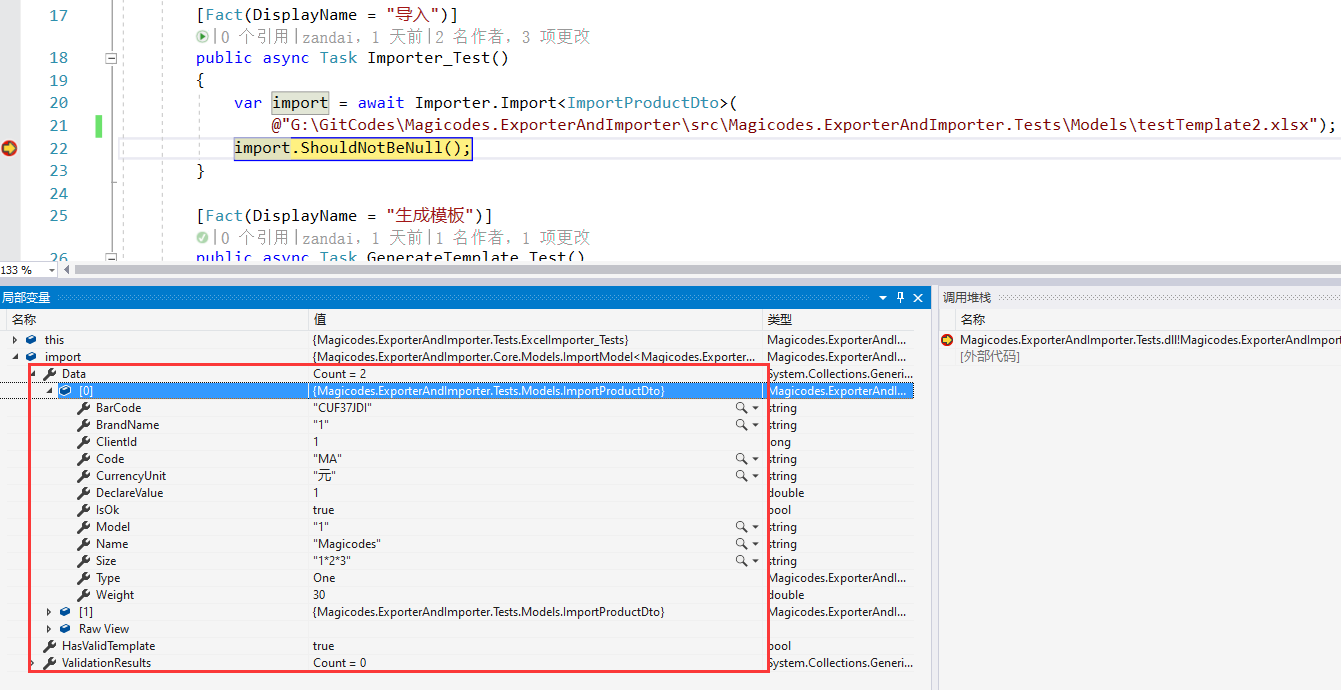 17 [Fact(DisplayName = "导入")]
0 个引用|zandai，1 天前|2 名作者，3 项更改
18 public async Task Importer_Test()
19 {
20 var import = await Importer.Import<ImportProductDto>(
21 @"G:\GitCodes\Magicodes.ExporterAndImporter\src\Magicodes.ExporterAndImporter.Tests\Models\testTemplate2.xlsx");
22 import.ShouldNotBeNull();
23 }
24
25 [Fact(DisplayName = "生成模板")]
0 个引用|zandai，1 天前|1 名作者，1 项更改
26 public async Task GenerateTemplate_Test()
133 %
局部变量
名称 值 类型
this {Magicodes.ExporterAndImporter.Tests.ExcelImporter_Tests} Magicodes.ExporterAndI...
import {Magicodes.ExporterAndImporter.Core.Models.ImportModel<Magicodes.Exporter... Magicodes.ExporterAndI...
Data Count = 2 System.Collections.Generi...
[0] {Magicodes.ExporterAndImporter.Tests.Models.ImportProductDto} Magicodes.ExporterAndI...
BarCode "CUF37JDI" string
BrandName "1" string
ClientId 1 long
Code "MA" string
CurrencyUnit "元" string
DeclareValue 1 double
IsOk true bool
Model "1" string
Name "Magicodes" string
Size "1*2*3" string
Type One Magicodes.ExporterAndI...
Weight 30 double
[1] {Magicodes.ExporterAndImporter.Tests.Models.ImportProductDto} Magicodes.ExporterAndI...
Raw View
HasValidTemplate true bool
ValidationResults Count = 0 System.Collections.Generi...
调用堆栈
名称
Magicodes.ExporterAndImporter.Tests.dll!Magicodes.ExporterAndImport
[外部代码]